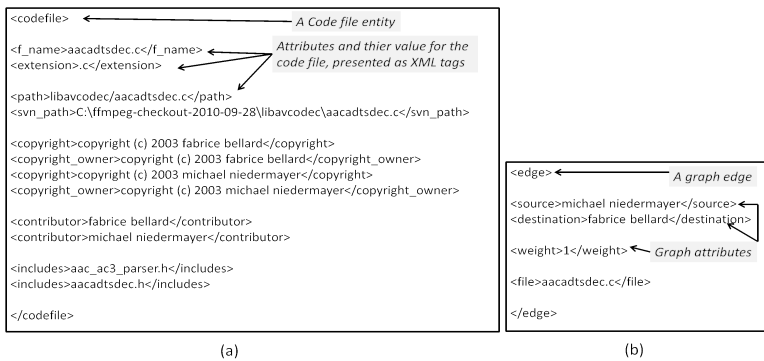 <codefile>
A Code file entity
<f_name>aacadtsdec.c</f_name>
<extension>.c</extension>
Attributes and thier value for the
code file, presented as XML tags
<path>libavcodec/aacadtsdec.c</path>
<svn_path>C:\ffmpeg-checkout-2010-09-28\libavcodec\aacadtsdec.c</svn_path>
<copyright>copyright (c) 2003 fabrice bellard</copyright>
<copyright_owner>copyright (c) 2003 fabrice bellard</copyright_owner>
<copyright>copyright (c) 2003 michael niedermayer</copyright>
<copyright_owner>copyright (c) 2003 michael niedermayer</copyright_owner>
<contributor>fabrice bellard</contributor>
<contributor>michael niedermayer</contributor>
<includes>aac_ac3_parser.h</includes>
<includes>aacadtsdec.h</includes>
</codefile>
(a)
<edge>
A graph edge
<source>michael niedermayer</source>
<destination>fabrice bellard</destination>
<weight>1</weight>
Graph attributes
<file>aacadtsdec.c</file>
</edge>
(b)